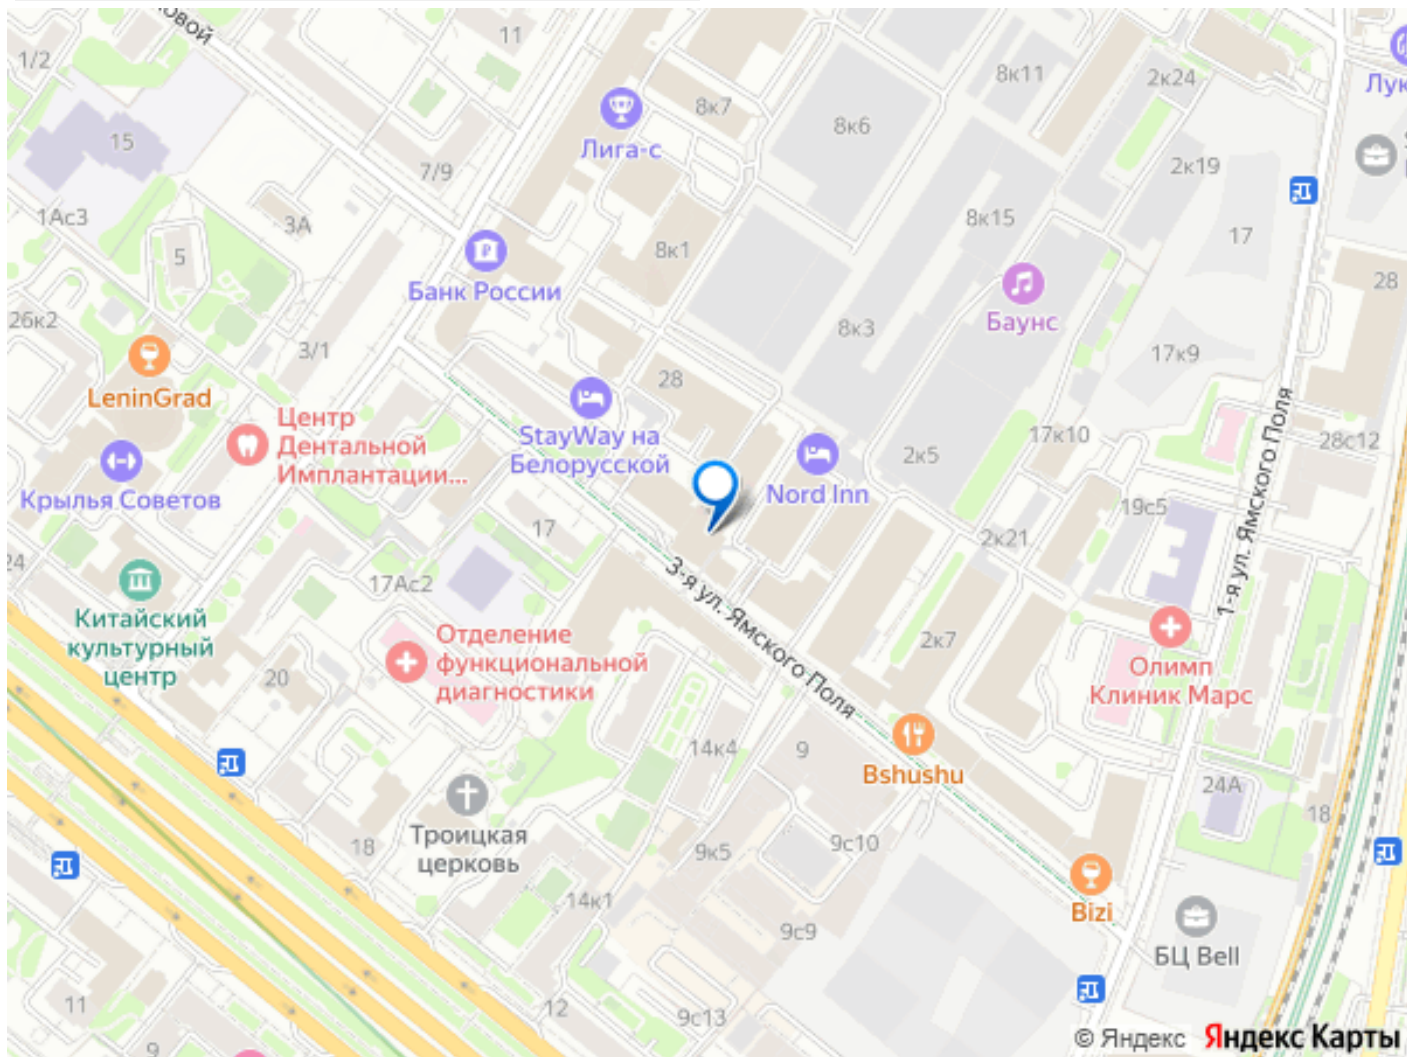 ОВОЙ
1/2
11
8к7
Лига-с
8к6
8к11
2к24
Лук
15
7/9
2к19
1Ас3
3А
5
8к1
8к15
17
Банк России
Баунс
28
26к2
3/1
8к3
17к9
LeninGrad
28
Центр
Дентальной
Имплантации...
StayWay на
Белорусской
Крылья Советов
Nord Inn
2к5
17к10
28с12
1-я ул. Ямского Поля
19с5
17
2к21
24
17Ас2
3-я ул. Ямского Поля
Китайский
культурный
центр
Отделение
функциональной
диагностики
2к7
Олимп
Клиник Марс
20
14к4
9
Bshushu
24А
18
Троицкая
церковь
18
9к5
9с10
14к1
Bizi
9с9
БЦ Bell
11
12
9с13
9
© Яндекс Яндекс Карты